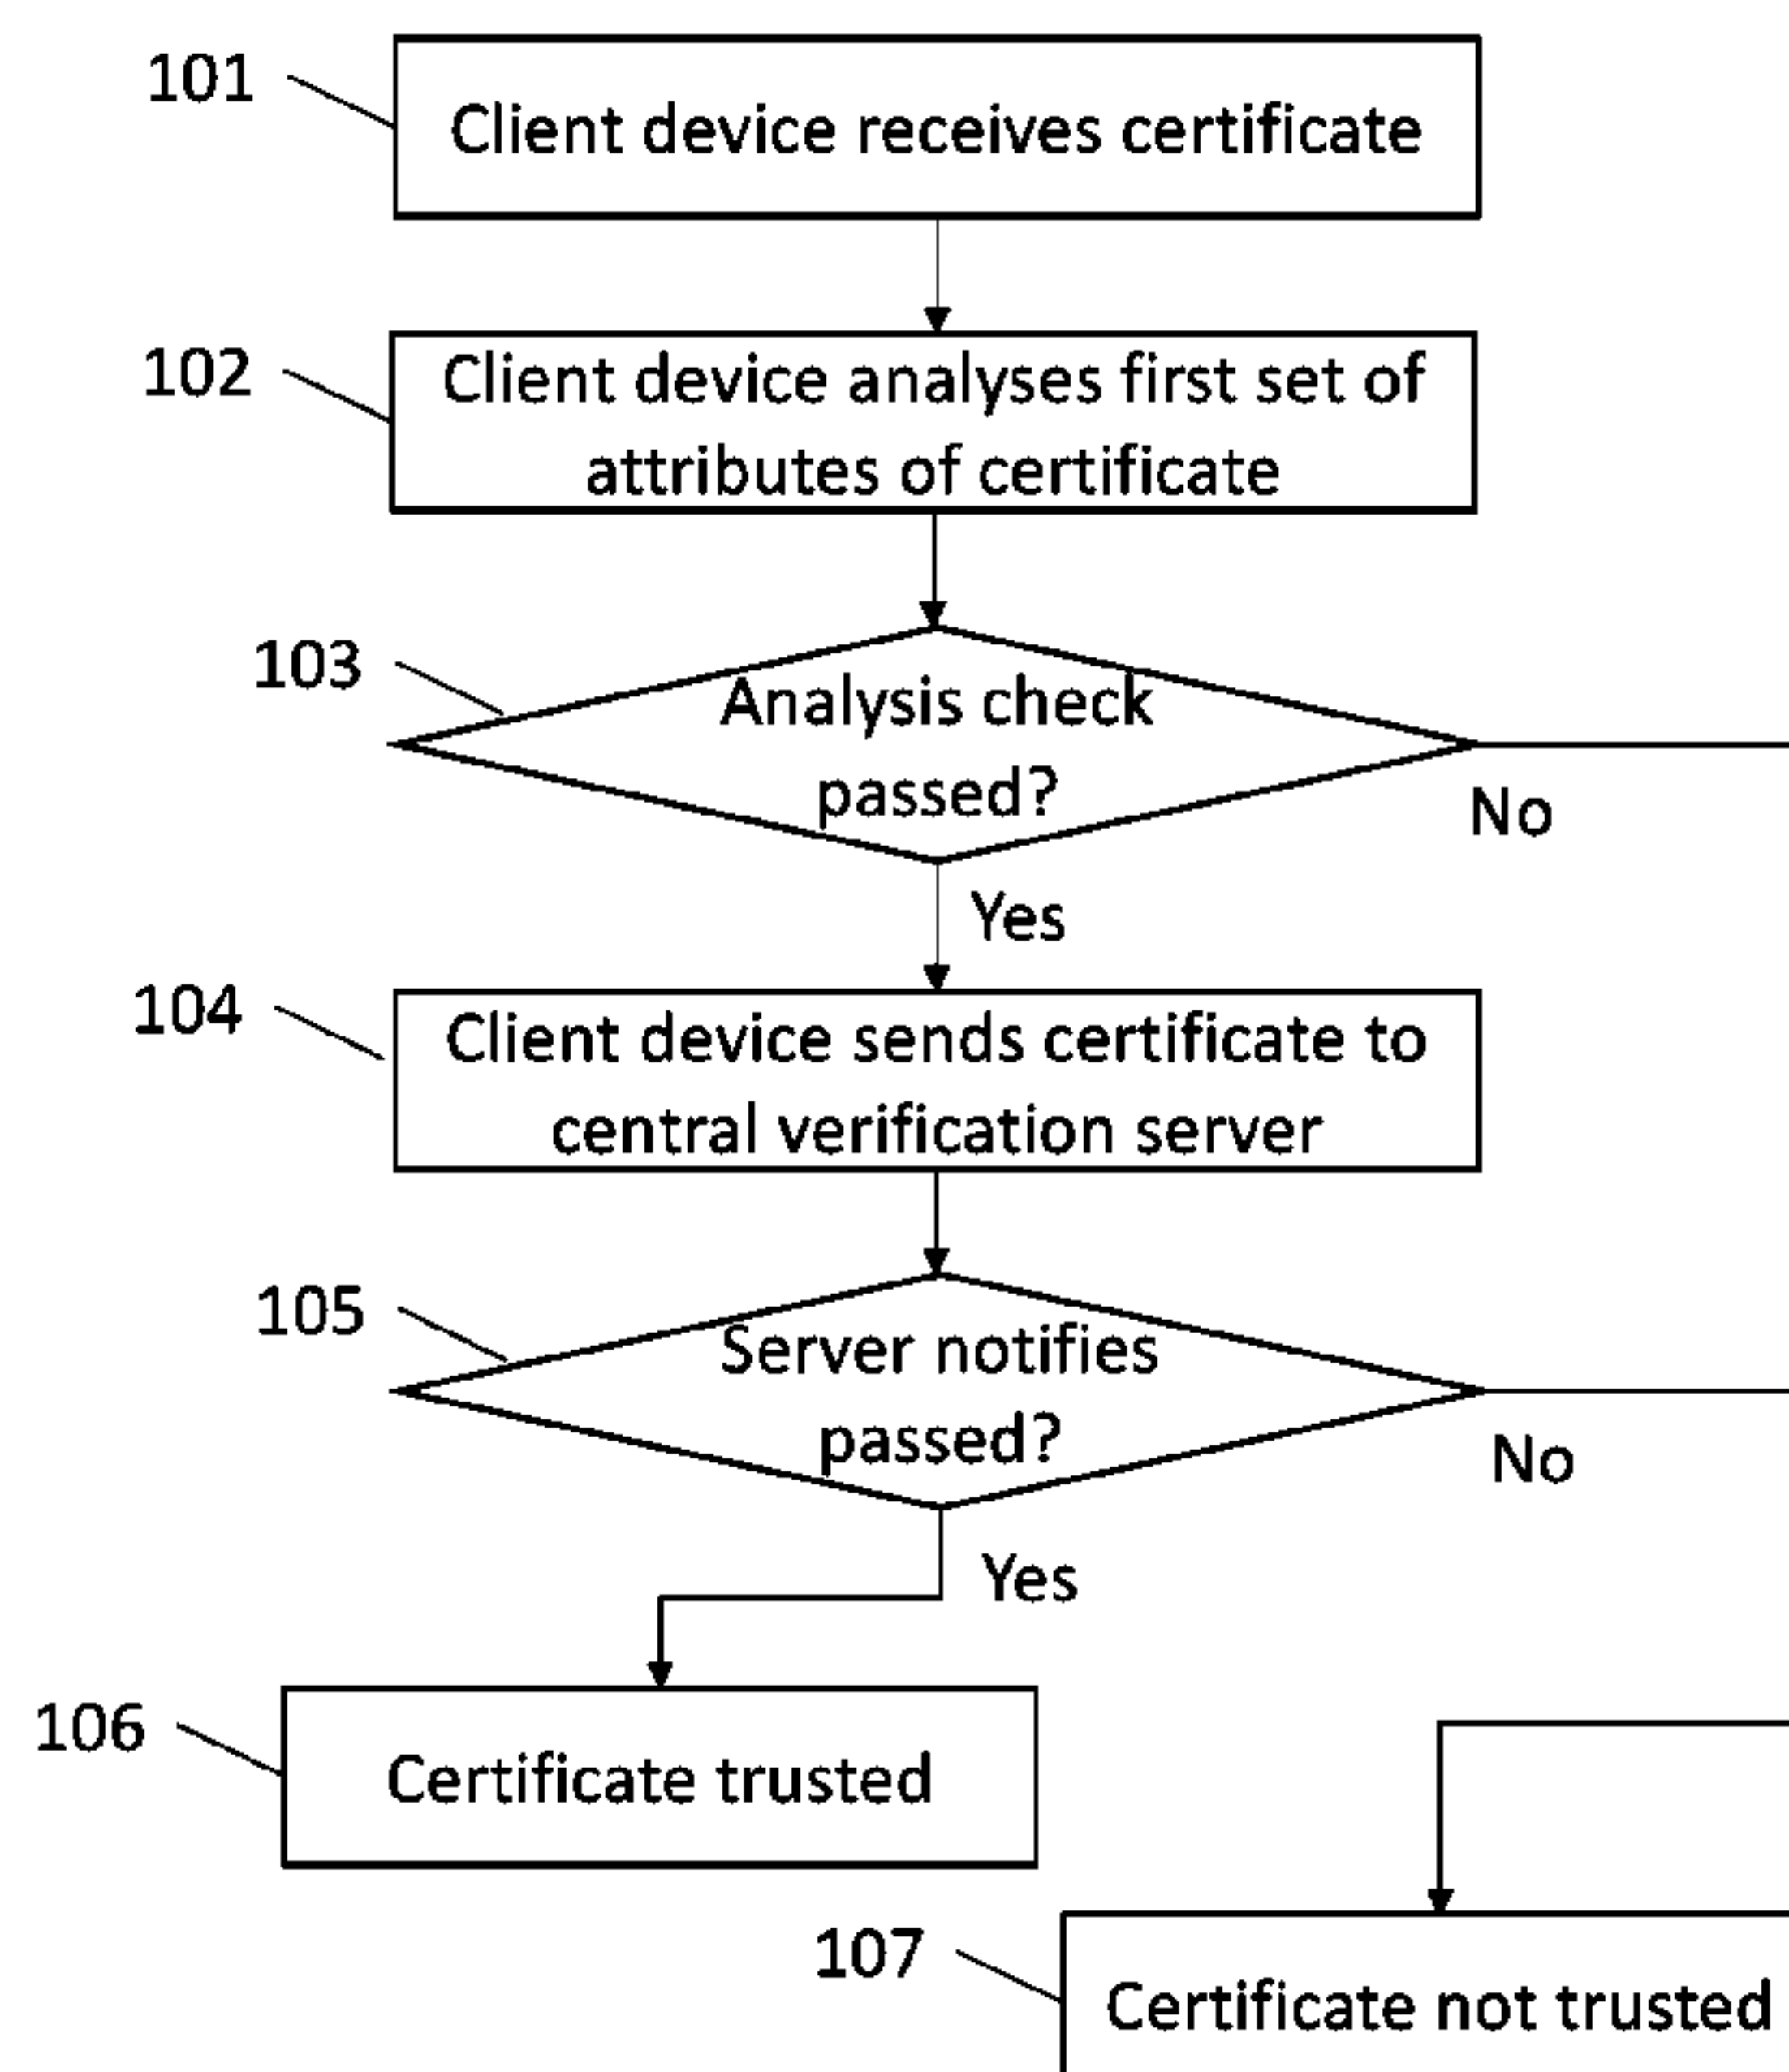 101
Client device receives certificate
102
Client device analyses first set of
attributes of certificate
103
Analysis check
passed?
No
Yes
104
Client device sends certificate to
central verification server
105
Server notifies
passed?
No
Yes
106
Certificate trusted
107
Certificate not trusted